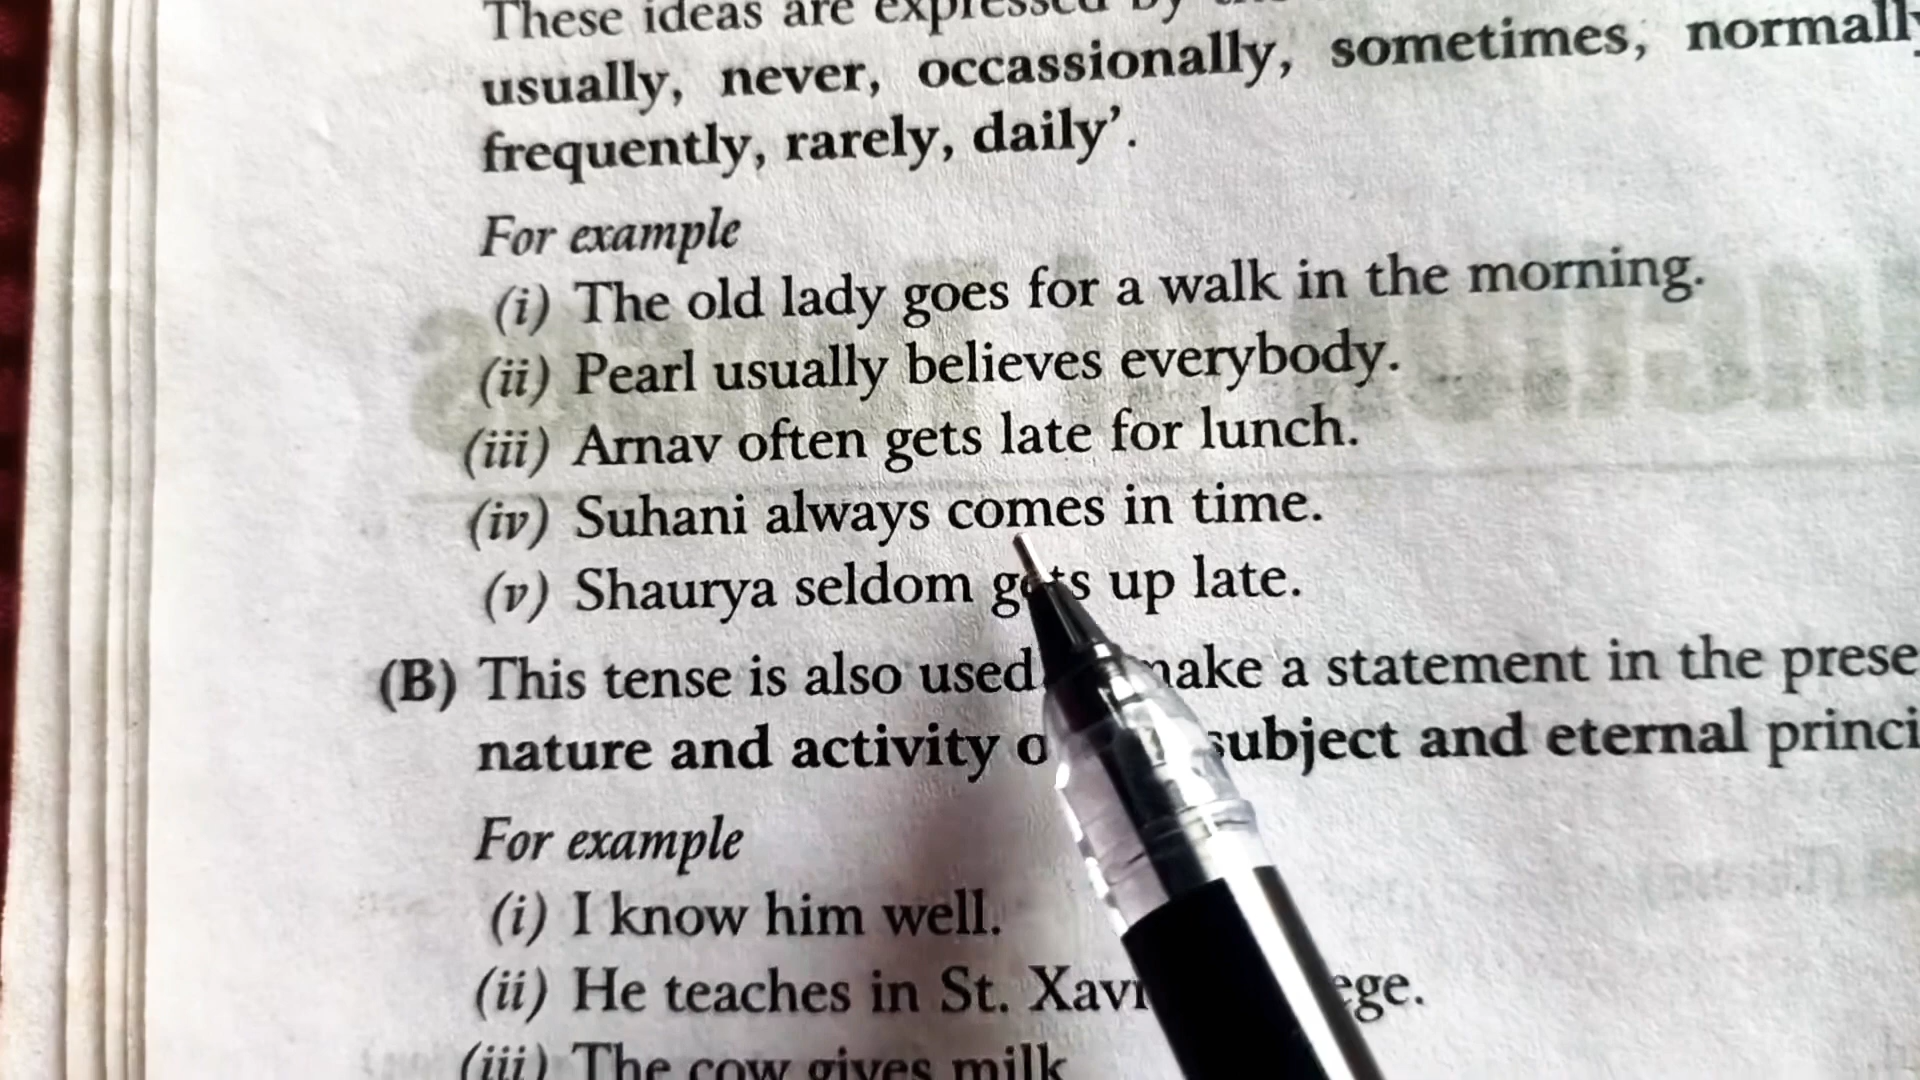 These ideas are expressed by
usually, never, occassionally, sometimes, normally
frequently, rarely, daily’.
For example
(i) The old lady goes for a walk in the morning.
(ii) Pearl usually believes everybody.
(iii) Arnav often gets late for lunch.
(iv) Suhani always comes in time.
(v) Shaurya seldom gets up late.
(B) This tense is also used make a statement in the prese
nature and activity o subject and eternal princi
For example
(i) I know him well.
(ii) He teaches in St. Xavi ege.
(iii) The cow gives milk